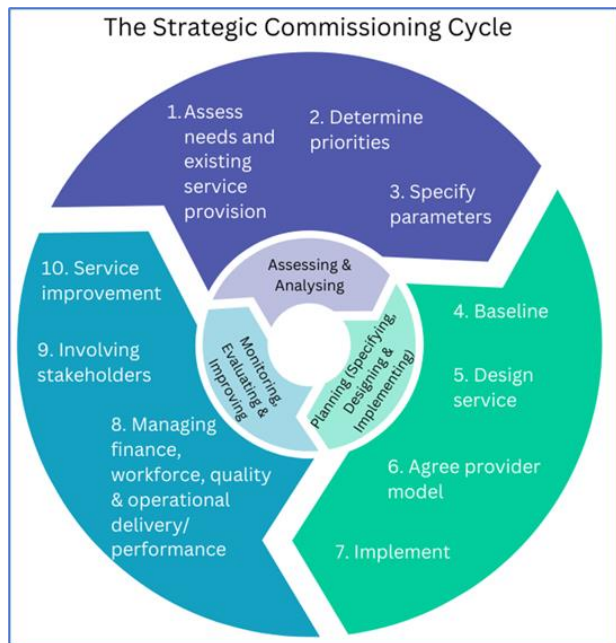 The Strategic Commissioning Cycle
1. Assess
needs and
existing
service
provision
2. Determine
priorities
3. Specify
parameters
4. Baseline
5. Design
service
6. Agree provider
model
7. Implement
8. Managing
finance,
workforce, quality
& operational
delivery/
performance
9. Involving
stakeholders
10. Service
improvement
Assessing &
Analysing
Planning (Specifying,
Designing &
Implementing)
Monitoring,
Evaluating &
Improving